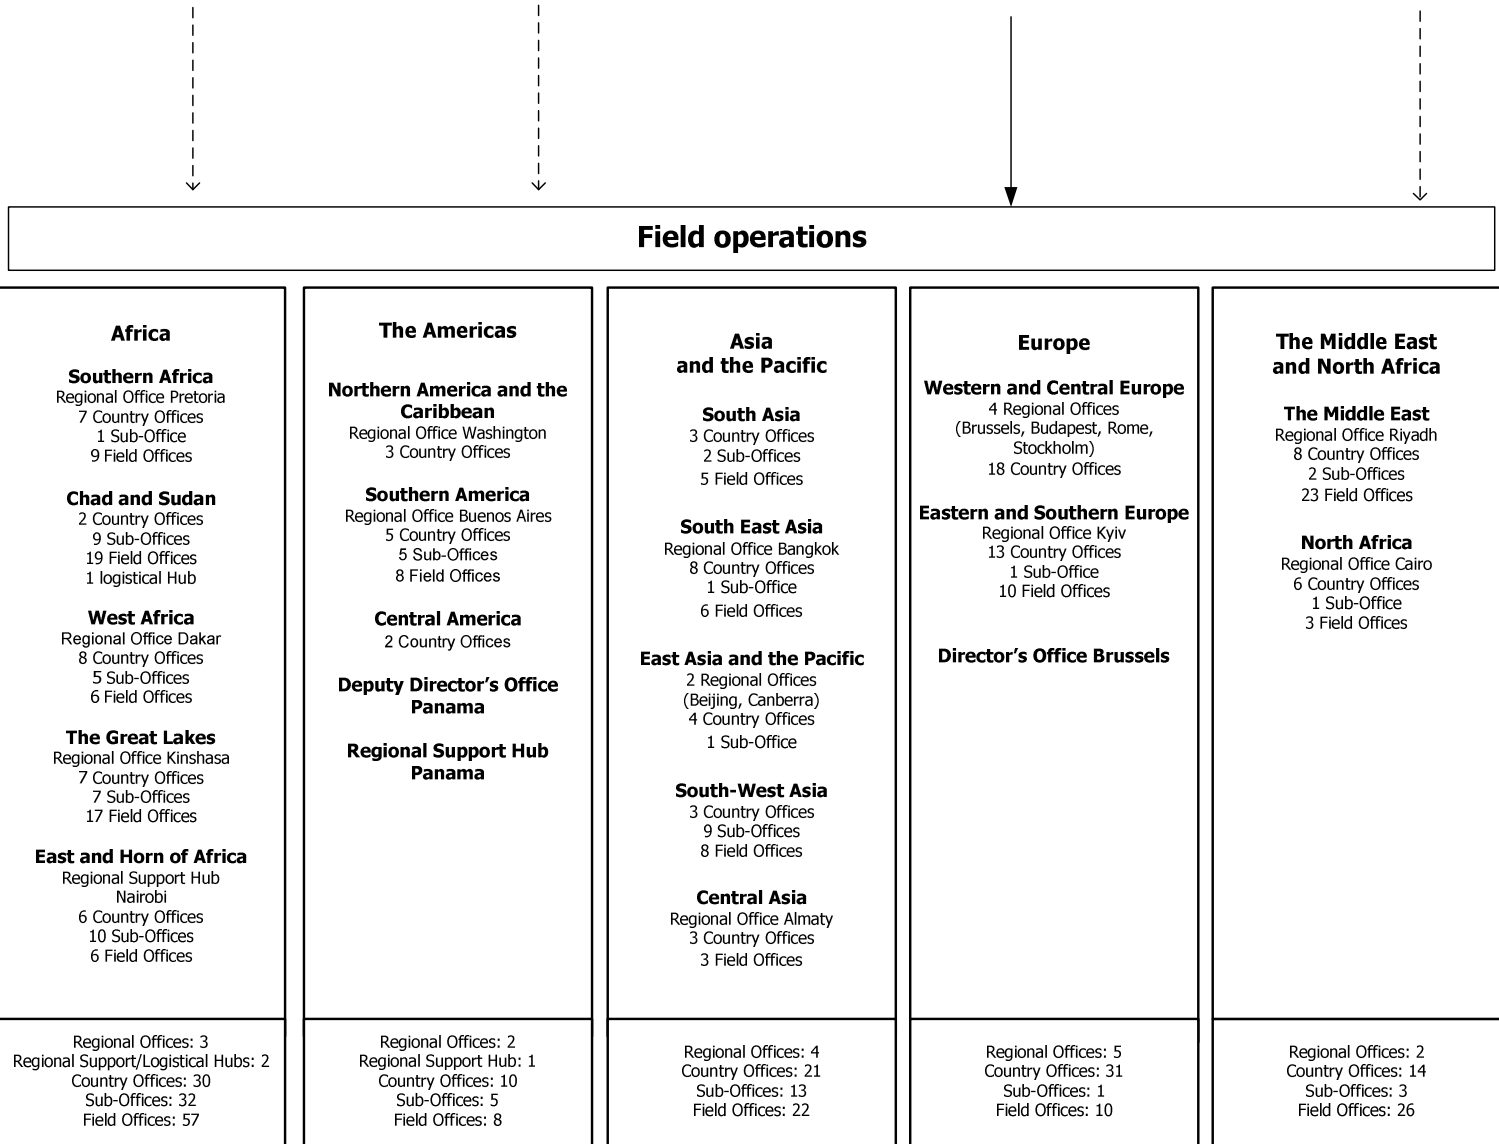 Field operations
Africa
Southern Africa
Regional Office Pretoria
7 Country Offices
1 Sub-Office
9 Field Offices
Chad and Sudan
2 Country Offices
9 Sub-Offices
19 Field Offices
1 logistical Hub
West Africa
Regional Office Dakar
8 Country Offices
5 Sub-Offices
6 Field Offices
The Great Lakes
Regional Office Kinshasa
7 Country Offices
7 Sub-Offices
17 Field Offices
East and Horn of Africa
Regional Support Hub
Nairobi
6 Country Offices
10 Sub-Offices
6 Field Offices
Regional Offices: 3
Regional Support/Logistical Hubs: 2
Country Offices: 30
Sub-Offices: 32
Field Offices: 57
The Americas
Northern America and the
Caribbean
Regional Office Washington
3 Country Offices
Southern America
Regional Office Buenos Aires
5 Country Offices
5 Sub-Offices
8 Field Offices
Central America
2 Country Offices
Deputy Director's Office
Panama
Regional Support Hub
Panama
Regional Offices: 2
Regional Support Hub: 1
Country Offices: 10
Sub-Offices: 5
Field Offices: 8
Asia
and the Pacific
South Asia
3 Country Offices
2 Sub-Offices
5 Field Offices
South East Asia
Regional Office Bangkok
8 Country Offices
1 Sub-Office
6 Field Offices
East Asia and the Pacific
2 Regional Offices
(Beijing, Canberra)
4 Country Offices
1 Sub-Office
South-West Asia
3 Country Offices
9 Sub-Offices
8 Field Offices
Central Asia
Regional Office Almaty
3 Country Offices
3 Field Offices
Regional Offices: 4
Country Offices: 21
Sub-Offices: 13
Field Offices: 22
Europe
Western and Central Europe
4 Regional Offices
(Brussels, Budapest, Rome,
Stockholm)
18 Country Offices
Eastern and Southern Europe
Regional Office Kyiv
13 Country Offices
1 Sub-Office
10 Field Offices
Director's Office Brussels
Regional Offices: 5
Country Offices: 31
Sub-Offices: 1
Field Offices: 10
The Middle East
and North Africa
The Middle East
Regional Office Riyadh
8 Country Offices
2 Sub-Offices
23 Field Offices
North Africa
Regional Office Cairo
6 Country Offices
1 Sub-Office
3 Field Offices
Regional Offices: 2
Country Offices: 14
Sub-Offices: 3
Field Offices: 26